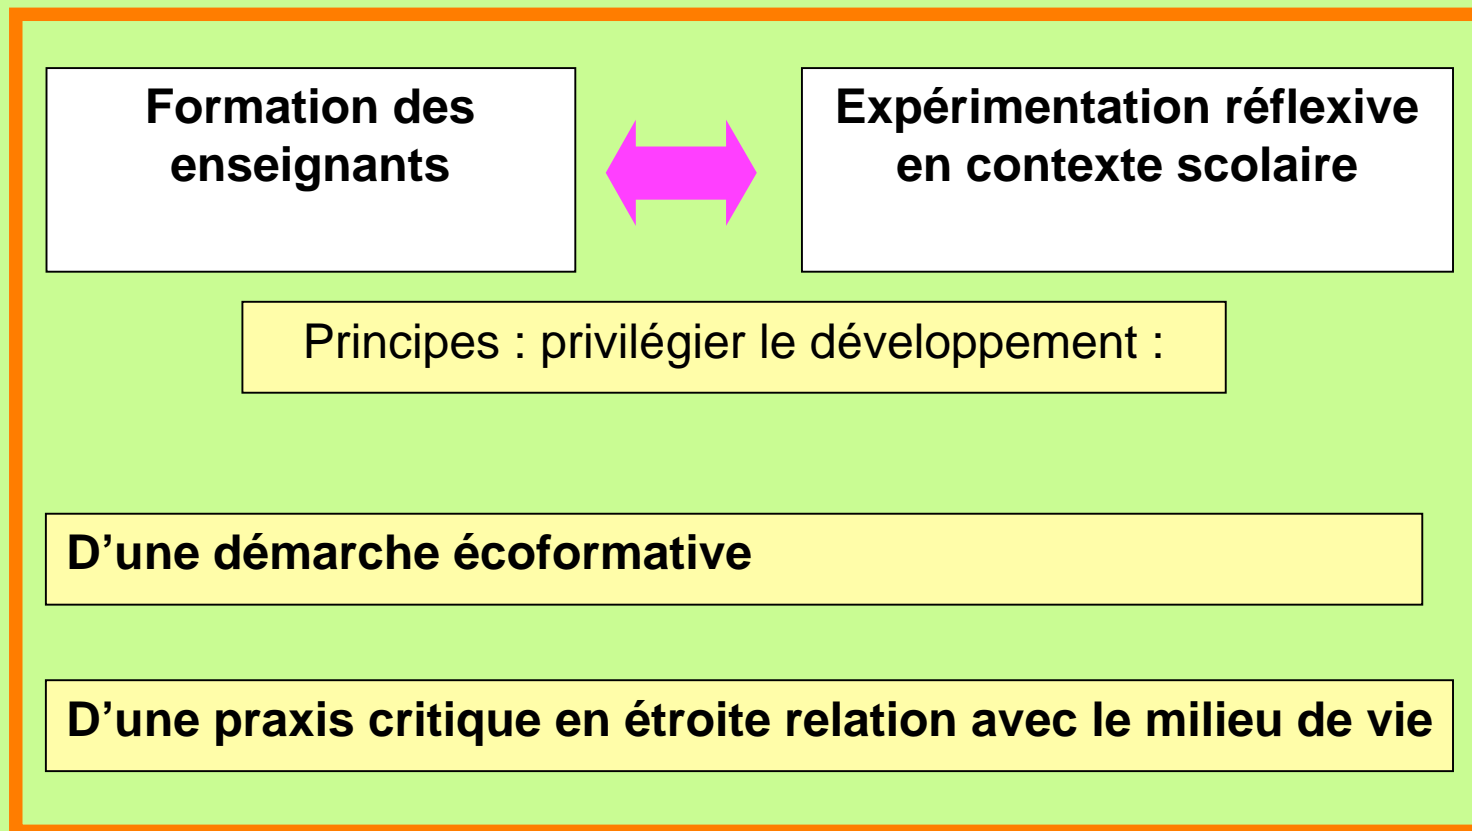 Formation des
enseignants
Expérimentation réflexive
en contexte scolaire
Principes : privilégier le développement :
D’une démarche écoformative
D’une praxis critique en étroite relation avec le milieu de vie